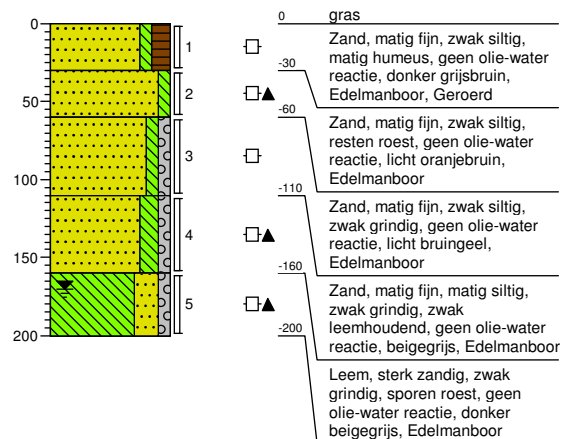 0
50
100
150
200
1
2
3
4
5
0
gras
Zand, matig fijn, zwak siltig,
matig humeus, geen olie-water
reactie, donker grijsbruin,
Edelmanboor, Geroerd
-30
Zand, matig fijn, zwak siltig,
resten roest, geen olie-water
reactie, licht oranjebruin,
Edelmanboor
-60
Zand, matig fijn, zwak siltig,
zwak grindig, geen olie-water
reactie, licht bruingeel,
Edelmanboor
-110
Zand, matig fijn, matig siltig,
zwak grindig, zwak
leemhoudend, geen olie-water
reactie, beigegrijs, Edelmanboor
-160
Leem, sterk zandig, zwak
grindig, sporen roest, geen
olie-water reactie, donker
beigegrijs, Edelmanboor
-200